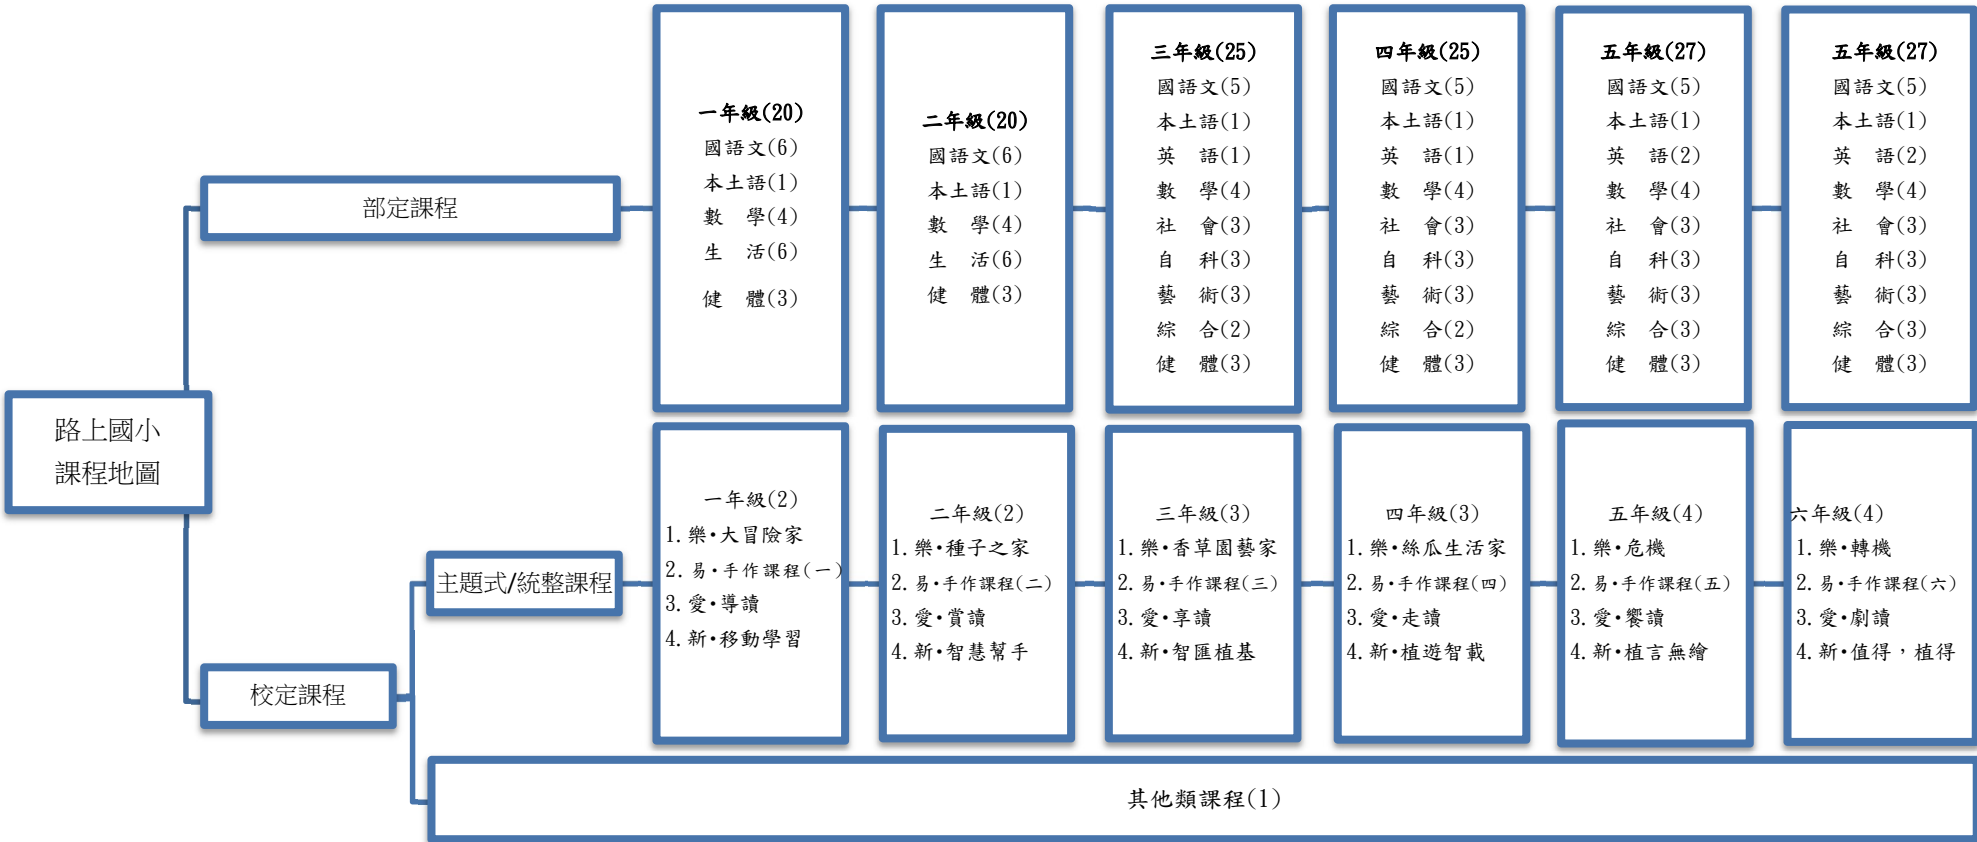 路上國小
課程地圖
部定課程
一年級(20)
國語文(6)
本土語(1)
數　學(4)
生　活(6)
健　體(3)
二年級(20)
國語文(6)
本土語(1)
數　學(4)
生　活(6)
健　體(3)
三年級(25)
國語文(5)
本土語(1)
英　語(1)
數　學(4)
社　會(3)
自　科(3)
藝　術(3)
綜　合(2)
健　體(3)
四年級(25)
國語文(5)
本土語(1)
英　語(1)
數　學(4)
社　會(3)
自　科(3)
藝　術(3)
綜　合(2)
健　體(3)
五年級(27)
國語文(5)
本土語(1)
英　語(2)
數　學(4)
社　會(3)
自　科(3)
藝　術(3)
綜　合(3)
健　體(3)
五年級(27)
國語文(5)
本土語(1)
英　語(2)
數　學(4)
社　會(3)
自　科(3)
藝　術(3)
綜　合(3)
健　體(3)
校定課程
主題式/統整課程
一年級(2)
1.樂•大冒險家
2.易•手作課程(一)
3.愛•導讀
4.新•移動學習
二年級(2)
1.樂•種子之家
2.易•手作課程(二)
3.愛•賞讀
4.新•智慧幫手
三年級(3)
1.樂•香草園藝家
2.易•手作課程(三)
3.愛•享讀
4.新•智匯植基
四年級(3)
1.樂•絲瓜生活家
2.易•手作課程(四)
3.愛•走讀
4.新•植遊智載
五年級(4)
1.樂•危機
2.易•手作課程(五)
3.愛•饗讀
4.新•植言無繪
六年級(4)
1.樂•轉機
2.易•手作課程(六)
3.愛•劇讀
4.新•值得，植得
其他類課程(1)